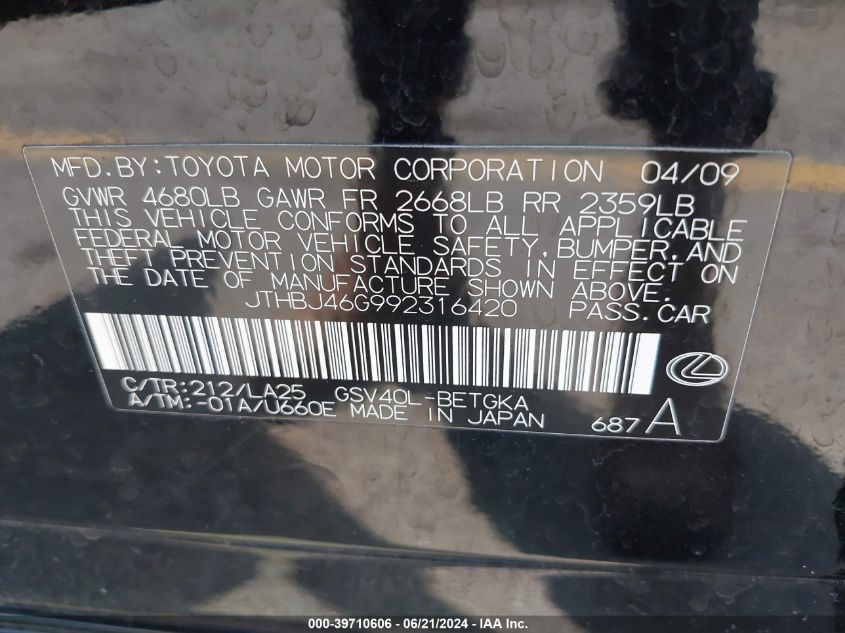 MFD.BY:TOYOTA MOTOR CORPORATION 04/09
GVWR 4680LB GAWR FR 2668LB RR 2359LB
THIS VEHICLE CONFORMS TO ALL APPLICABLE
FEDERAL MOTOR VEHICLE SAFETY,BUMPER,AND
THEFT PREVENTION STANDARDS IN EFFECT ON
THE DATE OF MANUFACTURE SHOWN ABOVE.
JTHBJ46G992316420 PASS.CAR
C/TR:212/LA25 GSV40L-BETGKA
A/TM:-01A/U660E MADE IN JAPAN
687A
000-39710606 - 06/21/2024 - IAA Inc.